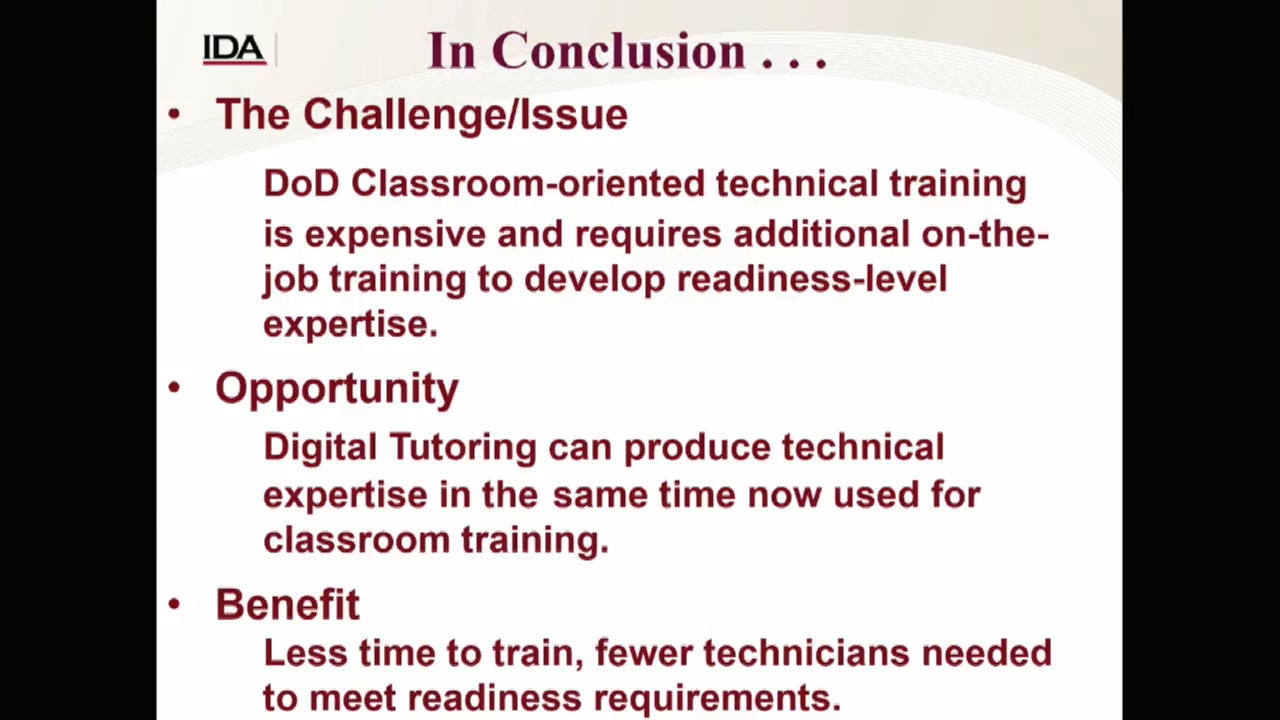 IDA
In Conclusion . . .
• The Challenge/Issue
DoD Classroom-oriented technical training
is expensive and requires additional on-the-
job training to develop readiness-level
expertise.
• Opportunity
Digital Tutoring can produce technical
expertise in the same time now used for
classroom training.
• Benefit
Less time to train, fewer technicians needed
to meet readiness requirements.